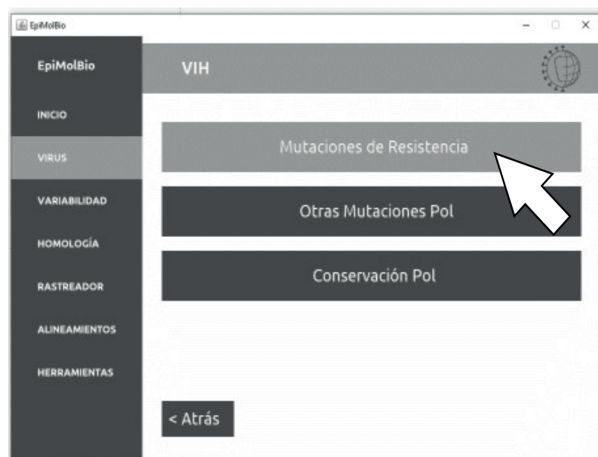 EpiMolBio
EpiMolBio
VIH
INICIO
VIRUS
VARIABILIDAD
HOMOLOGÍA
RASTREADOR
ALINEAMIENTOS
HERRAMIENTAS
Mutaciones de Resistencia
Otras Mutaciones Pol
Conservación Pol
< Atrás